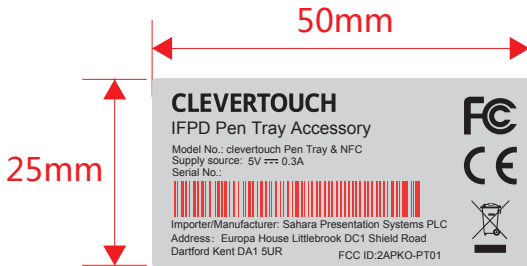 50mm
25mm
CLEVERTOUCH
IFPD Pen Tray Accessory
Model No.: clevertouch Pen Tray & NFC
Supply source: 5V ⎓ 0.3A
Serial No.:
Importer/Manufacturer: Sahara Presentation Systems PLC
Address: Europa House Littlebrook DC1 Shield Road
Dartford Kent DA1 5UR
FCC ID:2APKO-PT01
FC
CE